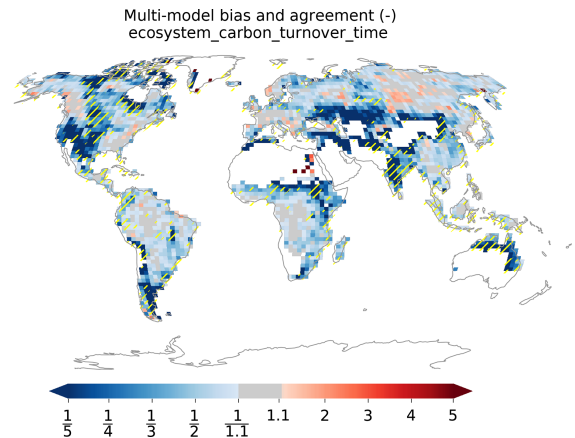 Multi-model bias and agreement (-)
ecosystem_carbon_turnover_time
1/5 1/4 1/3 1/2 1/1.1 1.1 2 3 4 5